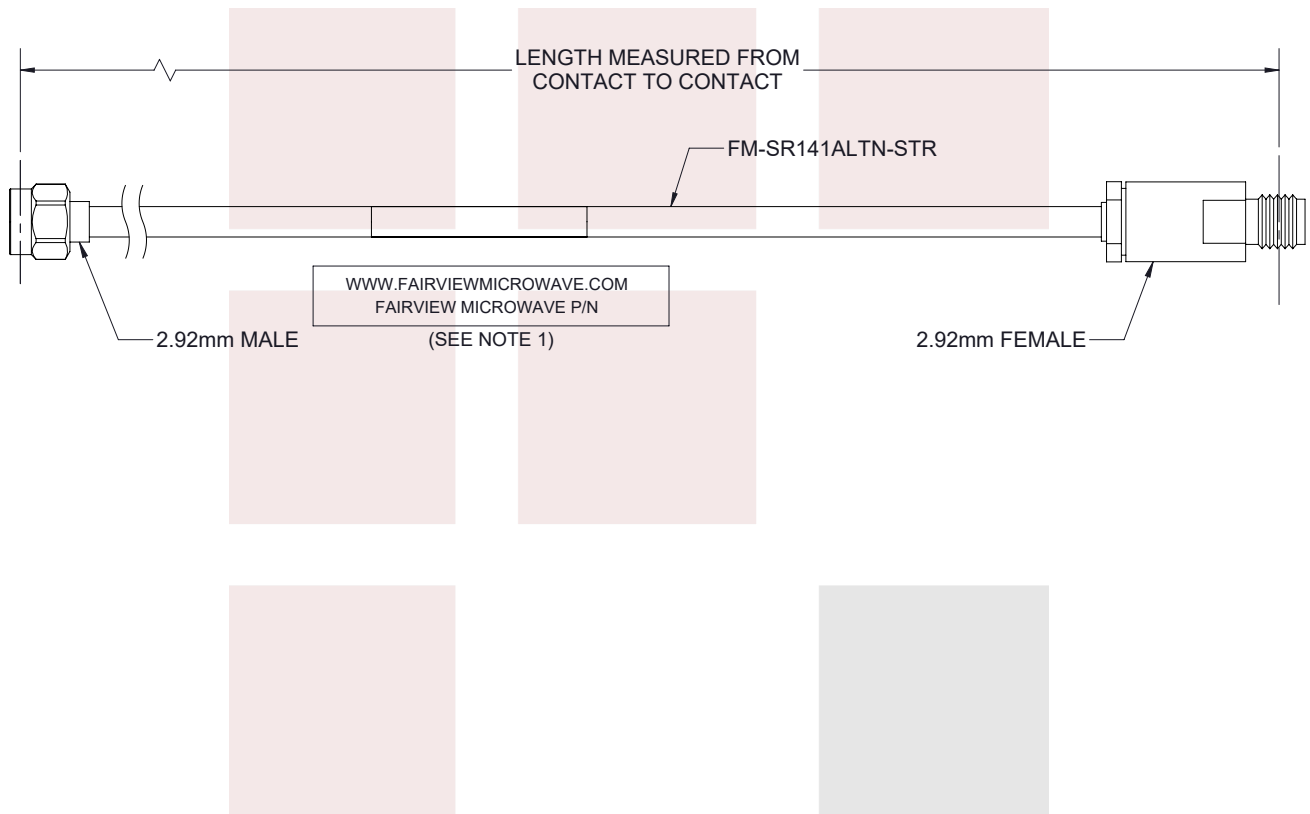 LENGTH MEASURED FROM
CONTACT TO CONTACT
FM-SR141ALTN-STR
WWW.FAIRVIEWMICROWAVE.COM
FAIRVIEW MICROWAVE P/N
(SEE NOTE 1)
2.92mm MALE
2.92mm FEMALE